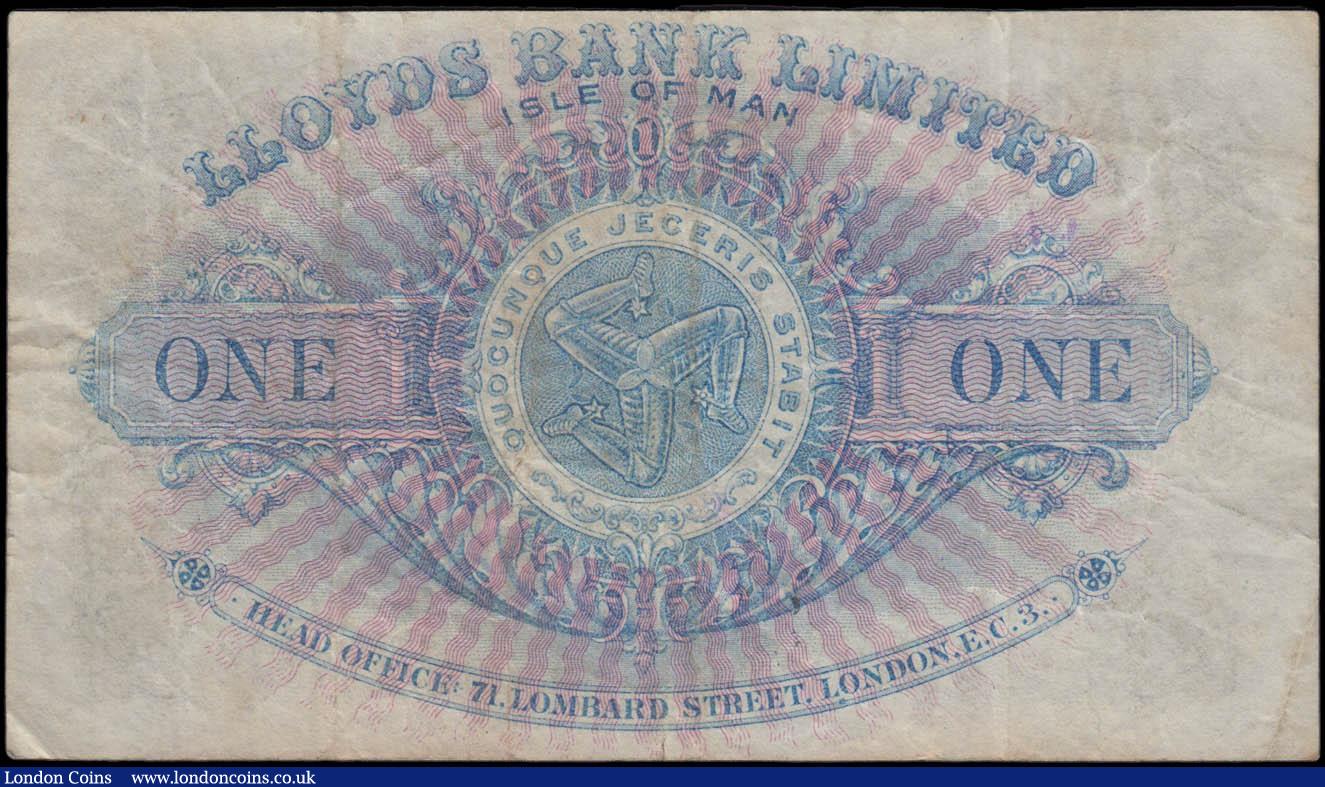 LLOYDS BANK LIMITED
ISLE OF MAN
1
QUOCUNQUE JECERIS STABIT
ONE
ONE
· HEAD OFFICE: 71, LOMBARD STREET, LONDON, E.C.3. ·
London Coins www.londoncoins.co.uk